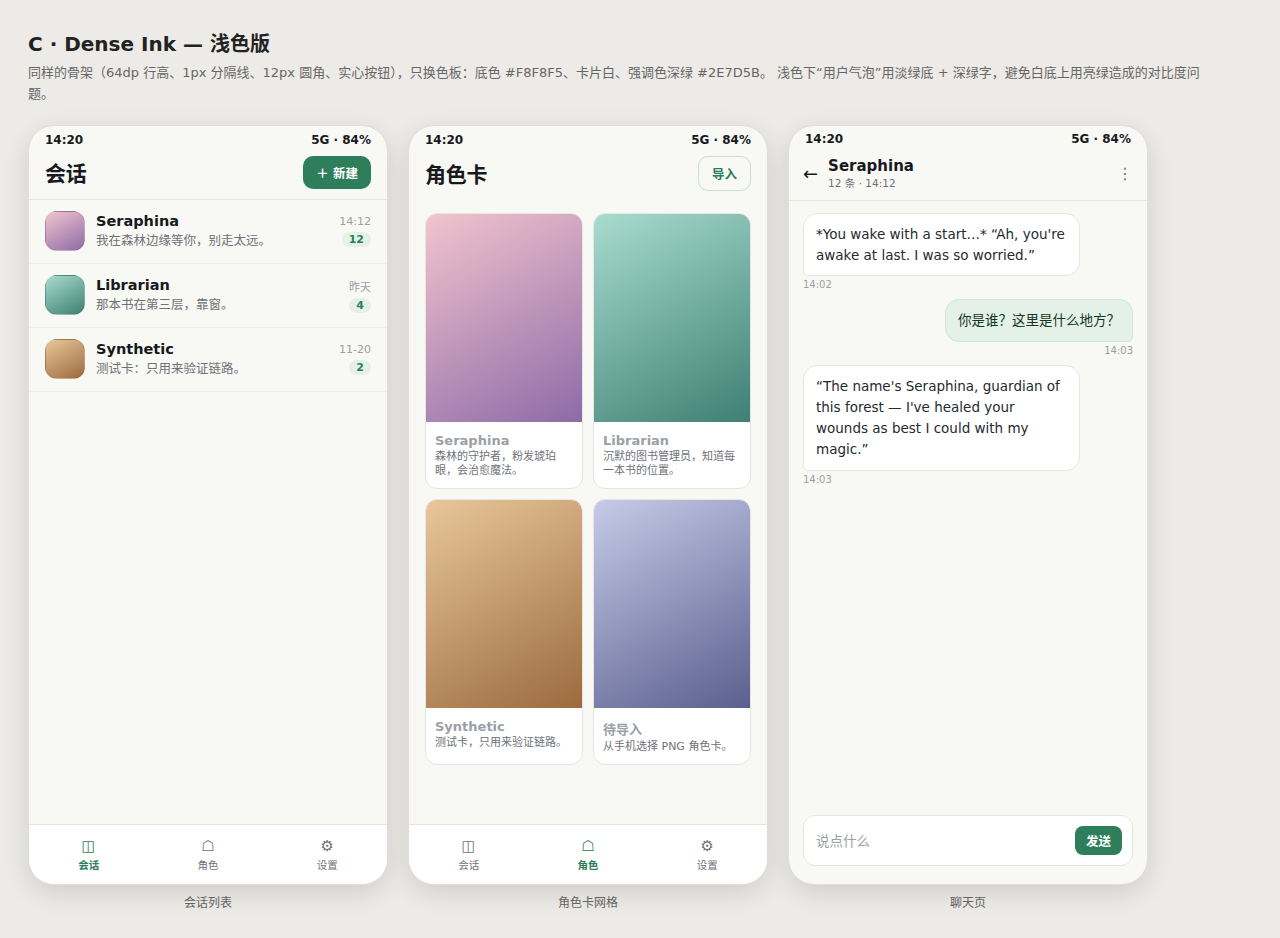 C · Dense Ink — 浅色版
同样的骨架（64dp 行高、1px 分隔线、12px 圆角、实心按钮），只换色板：底色 #F8F8F5、卡片白、强调色深绿 #2E7D5B。 浅色下“用户气泡”用淡绿底 + 深绿字，避免白底上用亮绿造成的对比度问
题。
14:20
5G · 84%
会话
＋ 新建
Seraphina
14:12
我在森林边缘等你，别走太远。
12
Librarian
昨天
那本书在第三层，靠窗。
4
Synthetic
11-20
测试卡：只用来验证链路。
2
会话
角色
设置
会话列表
14:20
5G · 84%
角色卡
导入
Seraphina
森林的守护者，粉发琥珀
眼，会治愈魔法。
Librarian
沉默的图书管理员，知道每
一本书的位置。
Synthetic
测试卡，只用来验证链路。
待导入
从手机选择 PNG 角色卡。
会话
角色
设置
角色卡网格
14:20
5G · 84%
←
Seraphina
12 条 · 14:12
⋮
*You wake with a start…* “Ah, you're
awake at last. I was so worried.”
14:02
你是谁？这里是什么地方？
14:03
“The name's Seraphina, guardian of
this forest — I've healed your
wounds as best I could with my
magic.”
14:03
说点什么
发送
聊天页